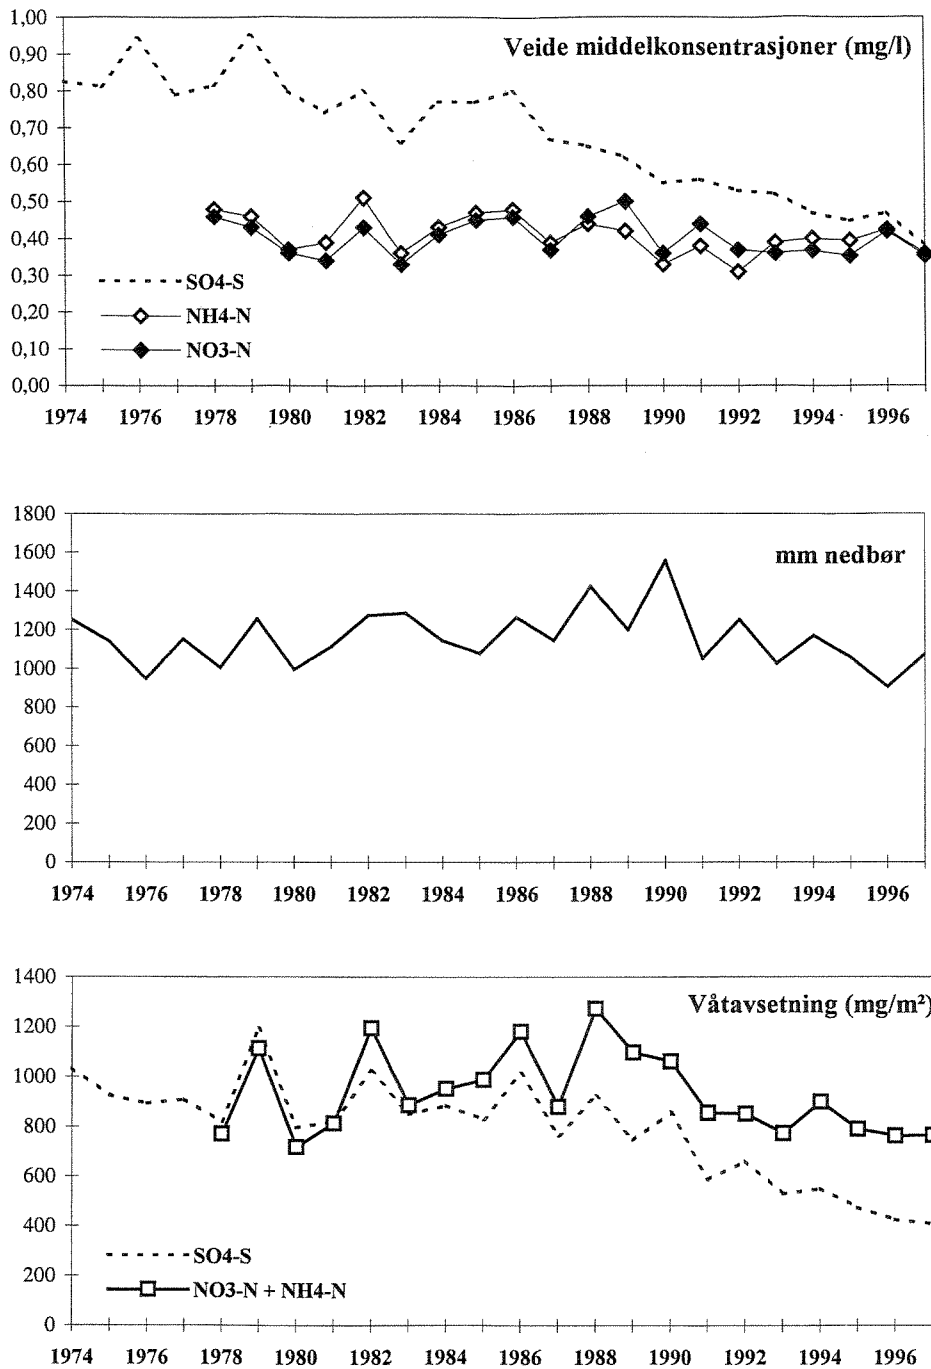 1,00
Veide middelkonsentrasjoner (mg/l)
0,90
0,80
0,70
0,60
0,50
0,40
0,30
SO4-S
0,20
NH4-N
0,10
NO3-N
0,00
1974 1976 1978 1980 1982 1984 1986 1988 1990 1992 1994 1996
1800
mm nedbør
1600
1400
1200
1000
800
600
400
200
0
1974 1976 1978 1980 1982 1984 1986 1988 1990 1992 1994 1996
1400
Våtavsetning (mg/m²)
1200
1000
800
600
400
SO4-S
200
NO3-N + NH4-N
0
1974 1976 1978 1980 1982 1984 1986 1988 1990 1992 1994 1996